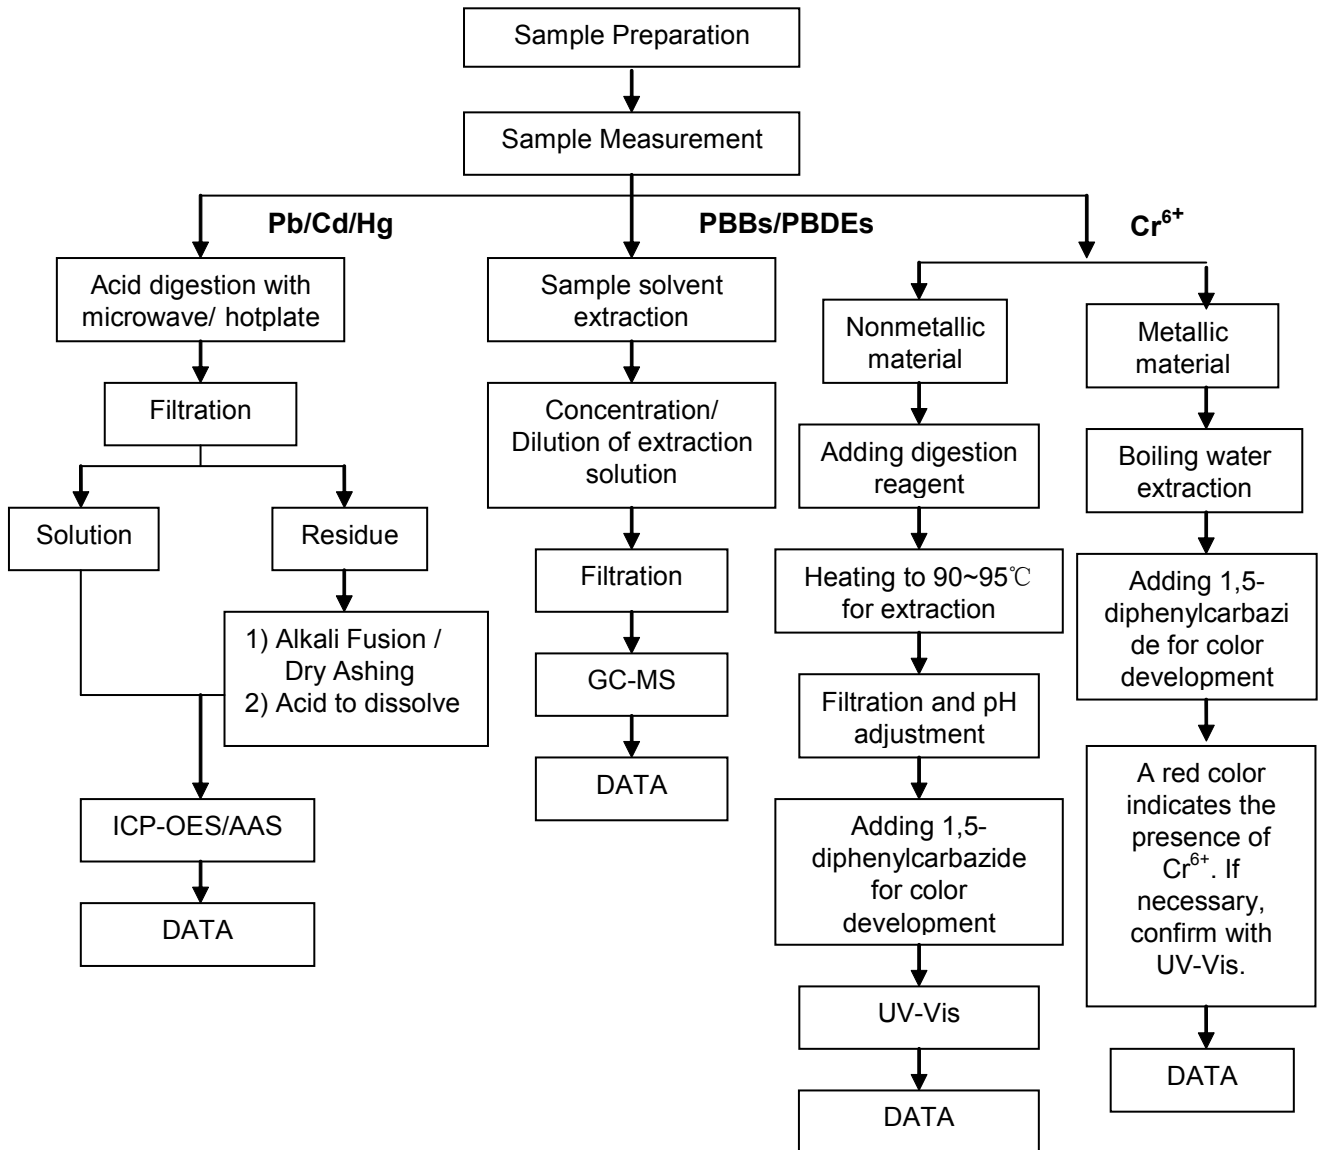 Sample Preparation
Sample Measurement
Pb/Cd/Hg
PBBs/PBDEs
Cr⁶⁺
Acid digestion with
microwave/ hotplate
Filtration
Solution
Residue
1) Alkali Fusion /
Dry Ashing
2) Acid to dissolve
ICP-OES/AAS
DATA
Sample solvent
extraction
Concentration/
Dilution of extraction
solution
Filtration
GC-MS
DATA
Nonmetallic
material
Adding digestion
reagent
Heating to 90~95℃
for extraction
Filtration and pH
adjustment
Adding 1,5-
diphenylcarbazide
for color
development
UV-Vis
DATA
Metallic
material
Boiling water
extraction
Adding 1,5-
diphenylcarbazi
de for color
development
A red color
indicates the
presence of
Cr⁶⁺. If
necessary,
confirm with
UV-Vis.
DATA